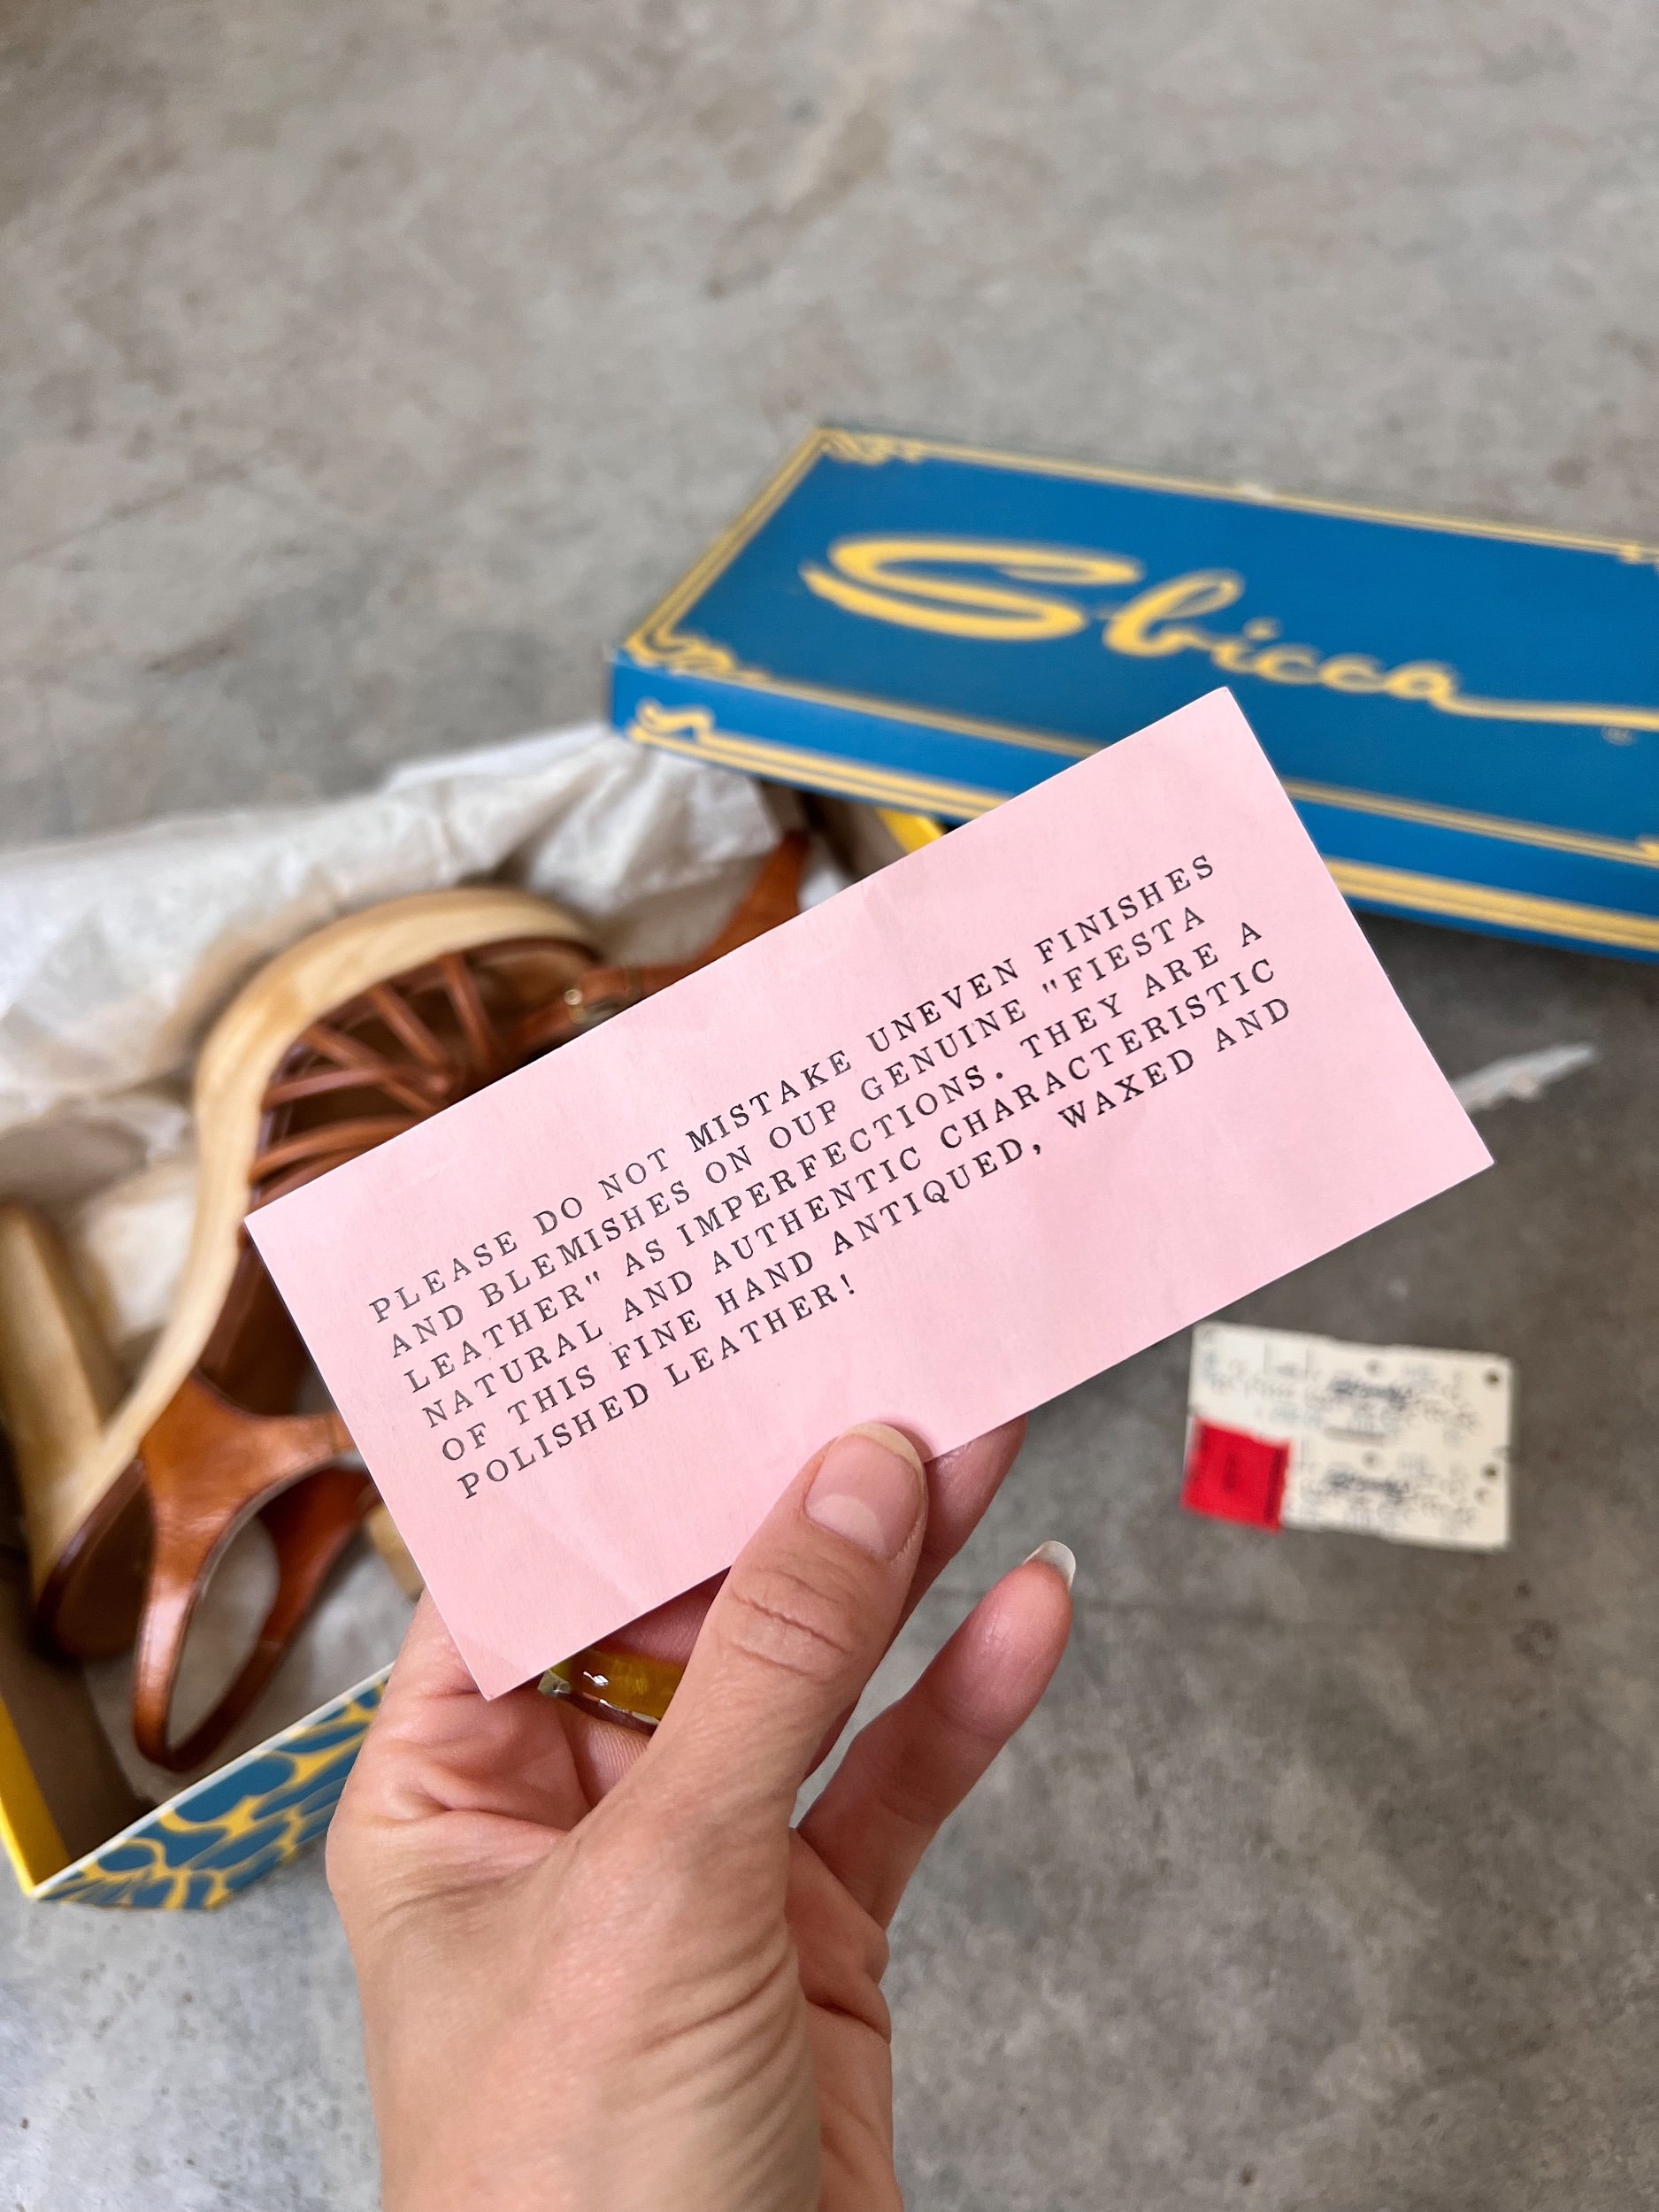 Sbicca
PLEASE DO NOT MISTAKE UNEVEN FINISHES
AND BLEMISHES ON OUR GENUINE "FIESTA
LEATHER" AS IMPERFECTIONS. THEY ARE A
NATURAL AND AUTHENTIC CHARACTERISTIC
OF THIS FINE HAND ANTIQUED, WAXED AND
POLISHED LEATHER!